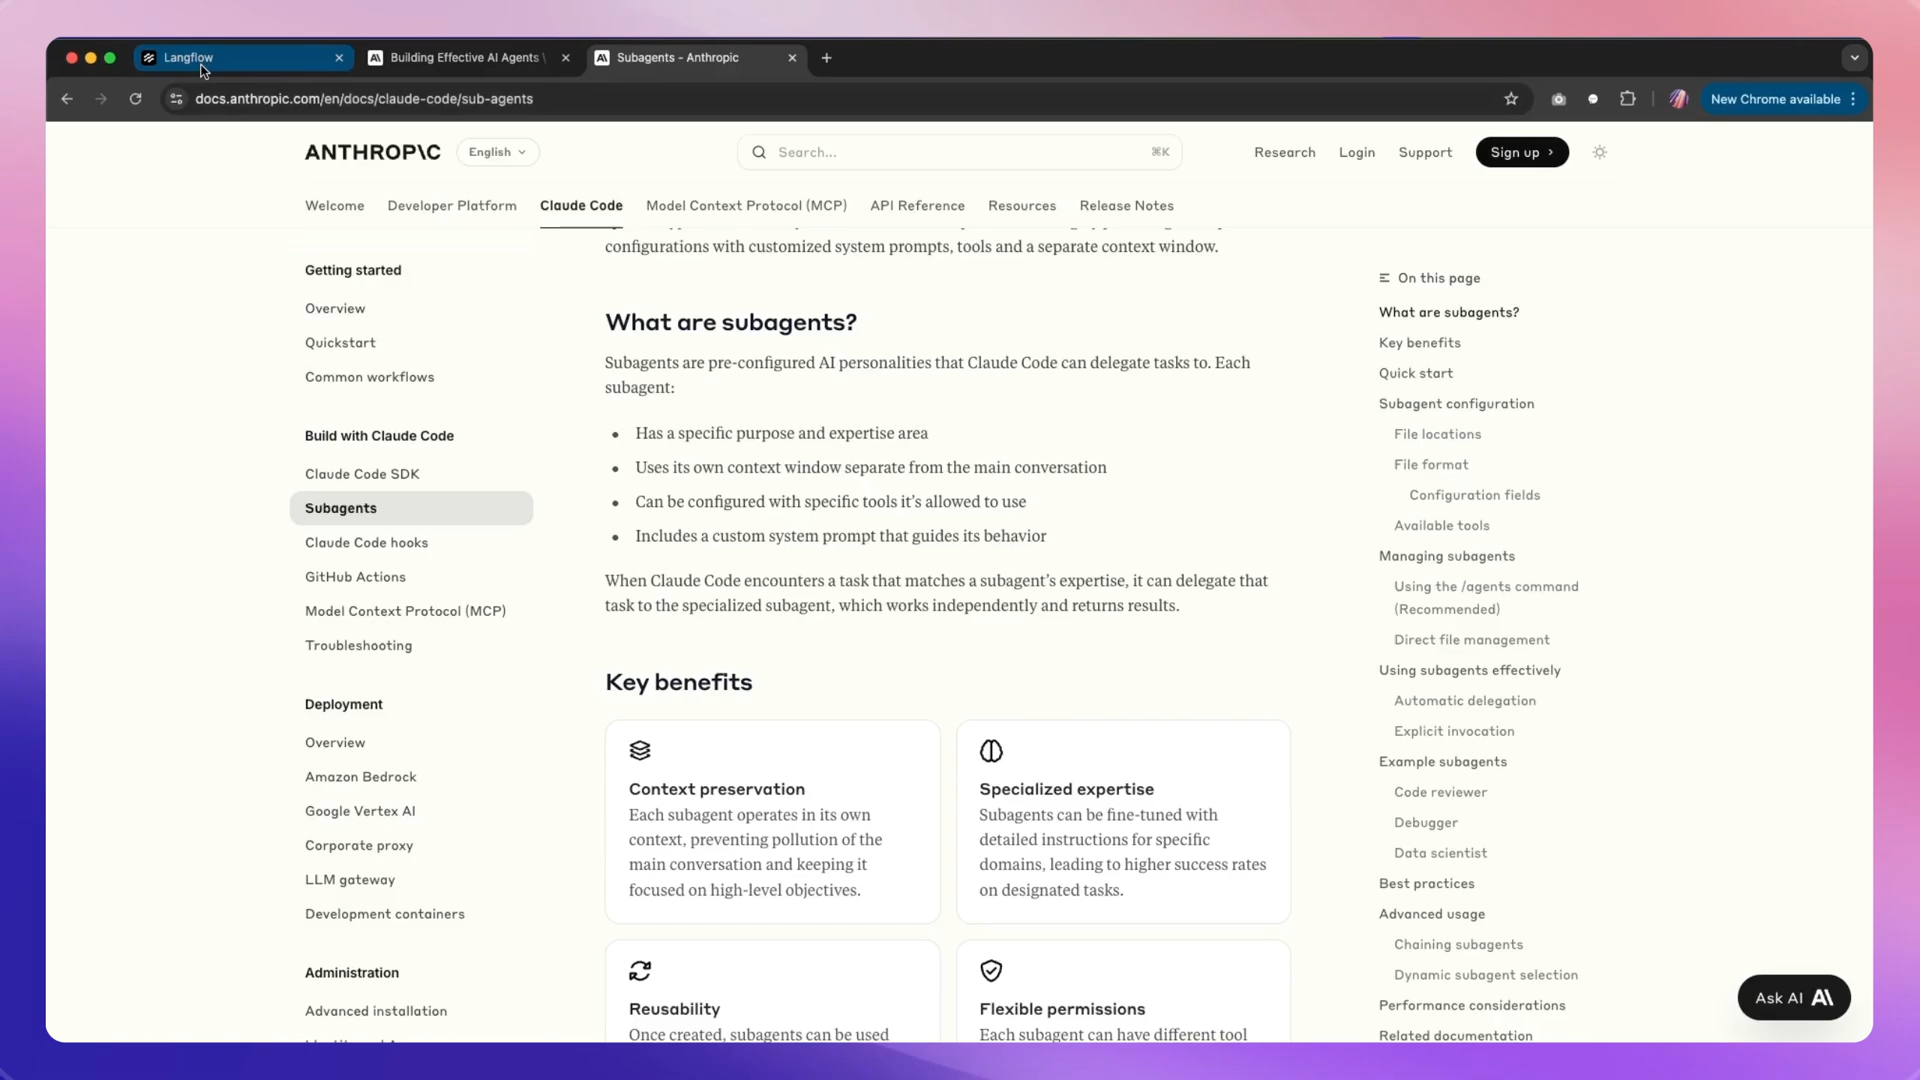 Langflow
Building Effective AI Agents \
Subagents - Anthropic
docs.anthropic.com/en/docs/claude-code/sub-agents
New Chrome available
ANTHROP\C
English
Search...
⌘K
Research
Login
Support
Sign up
Welcome
Developer Platform
Claude Code
Model Context Protocol (MCP)
API Reference
Resources
Release Notes
Getting started
Overview
Quickstart
Common workflows
Build with Claude Code
Claude Code SDK
Subagents
Claude Code hooks
GitHub Actions
Model Context Protocol (MCP)
Troubleshooting
Deployment
Overview
Amazon Bedrock
Google Vertex AI
Corporate proxy
LLM gateway
Development containers
Administration
Advanced installation
configurations with customized system prompts, tools and a separate context window.
What are subagents?
Subagents are pre-configured AI personalities that Claude Code can delegate tasks to. Each
subagent:
• Has a specific purpose and expertise area
• Uses its own context window separate from the main conversation
• Can be configured with specific tools it's allowed to use
• Includes a custom system prompt that guides its behavior
When Claude Code encounters a task that matches a subagent's expertise, it can delegate that
task to the specialized subagent, which works independently and returns results.
Key benefits
Context preservation
Each subagent operates in its own
context, preventing pollution of the
main conversation and keeping it
focused on high-level objectives.
Specialized expertise
Subagents can be fine-tuned with
detailed instructions for specific
domains, leading to higher success rates
on designated tasks.
Reusability
Once created, subagents can be used
Flexible permissions
Each subagent can have different tool
On this page
What are subagents?
Key benefits
Quick start
Subagent configuration
File locations
File format
Configuration fields
Available tools
Managing subagents
Using the /agents command
(Recommended)
Direct file management
Using subagents effectively
Automatic delegation
Explicit invocation
Example subagents
Code reviewer
Debugger
Data scientist
Best practices
Advanced usage
Chaining subagents
Dynamic subagent selection
Performance considerations
Related documentation
Ask AI